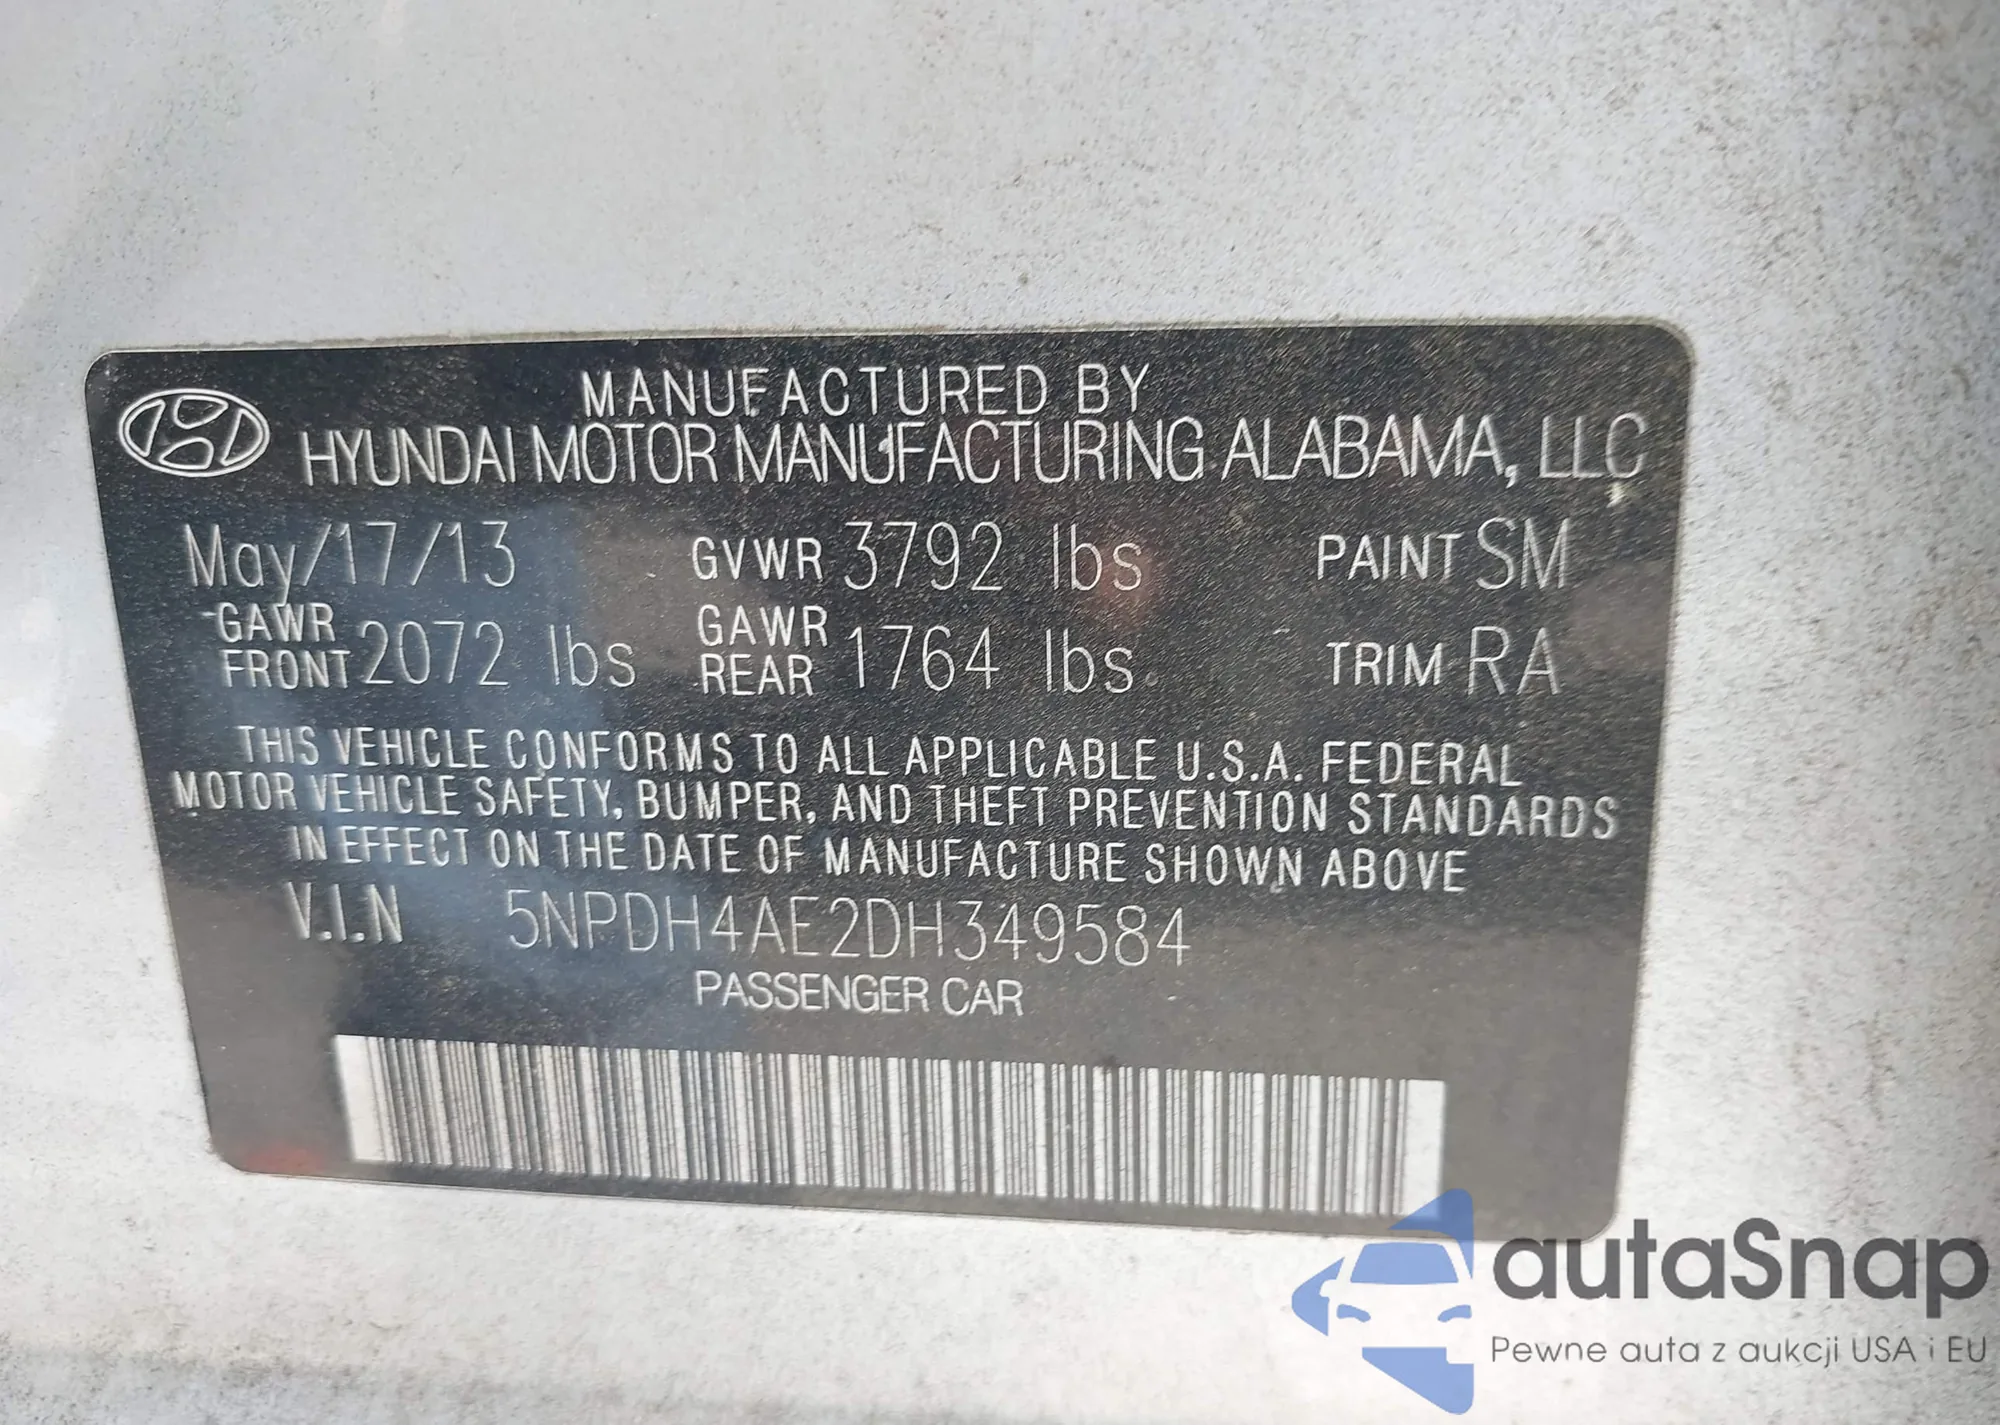 MANUFACTURED BY
HYUNDAI MOTOR MANUFACTURING ALABAMA, LLC
May/17/13 GVWR 3792 lbs PAINT SM
GAWR FRONT 2072 lbs GAWR REAR 1764 lbs TRIM RA
THIS VEHICLE CONFORMS TO ALL APPLICABLE U.S.A. FEDERAL
MOTOR VEHICLE SAFETY, BUMPER, AND THEFT PREVENTION STANDARDS
IN EFFECT ON THE DATE OF MANUFACTURE SHOWN ABOVE
V.I.N 5NPDH4AE2DH349584
PASSENGER CAR
autaSnap
Pewne auta z aukcji USA i EU